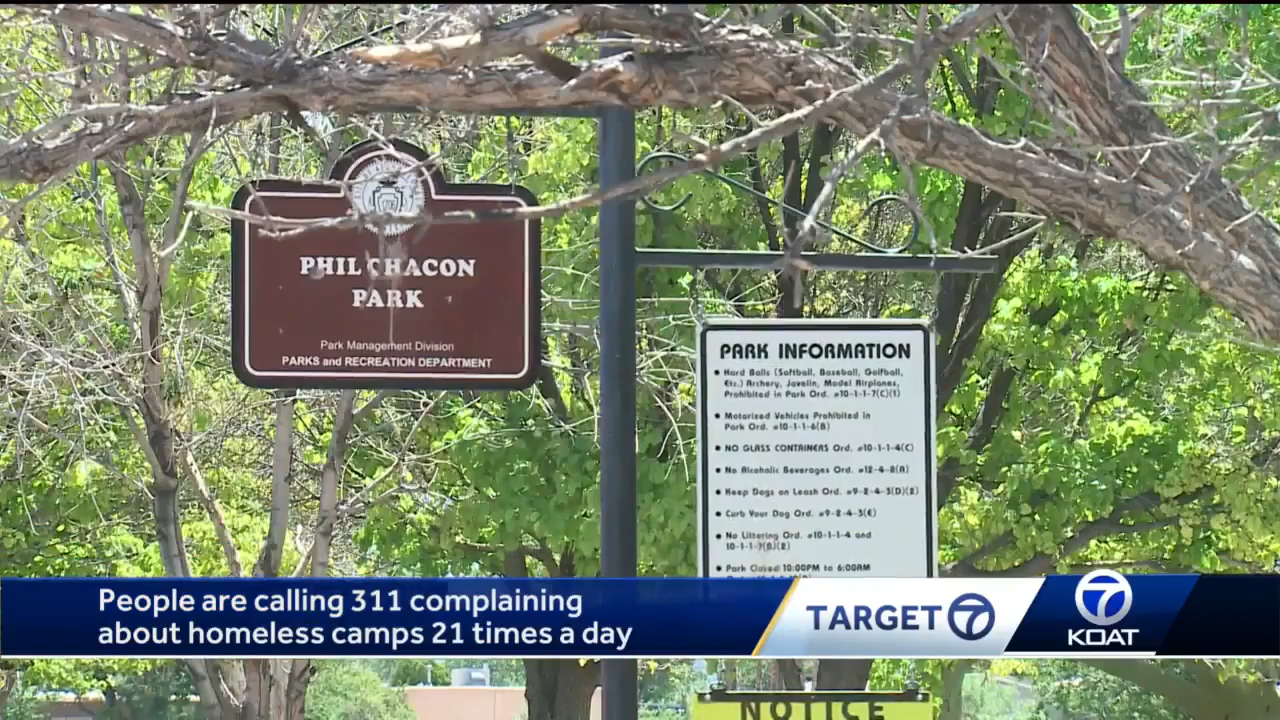 PHIL CHACON
PARK
Park Management Division
PARKS and RECREATION DEPARTMENT
PARK INFORMATION
• Hard Balls (Softball, Baseball, Golfball,
Etc.) Archery, Javelin, Model Airplanes,
Prohibited in Park Ord. #10-1-1-7(C)(1)
• Motorized Vehicles Prohibited in
Park Ord. #10-1-1-6(B)
• NO GLASS CONTAINERS Ord. #10-1-1-4(C)
• No Alcoholic Beverages Ord. #12-4-8(A)
• Keep Dogs on Leash Ord. #9-2-4-3(D)(2)
• Curb Your Dog Ord. #9-2-4-3(E)
• No Littering Ord. #10-1-1-4 and
10-1-1-7(B)(2)
• Park Closed 10:00PM to 6:00AM
People are calling 311 complaining
about homeless camps 21 times a day
TARGET 7
7
KOAT
NOTICE